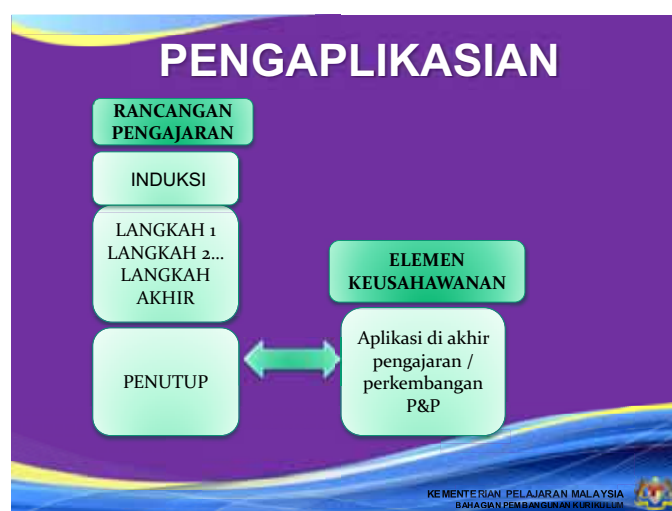 PENGAPLIKASIAN
RANCANGAN
PENGAJARAN
INDUKSI
LANGKAH 1
LANGKAH 2...
LANGKAH
AKHIR
PENUTUP
ELEMEN
KEUSAHAWANAN
Aplikasi di akhir
pengajaran /
perkembangan
P&P
KEMENTERIAN PELAJARAN MALAYSIA
BAHAGIAN PEMBANGUNAN KURIKULUM